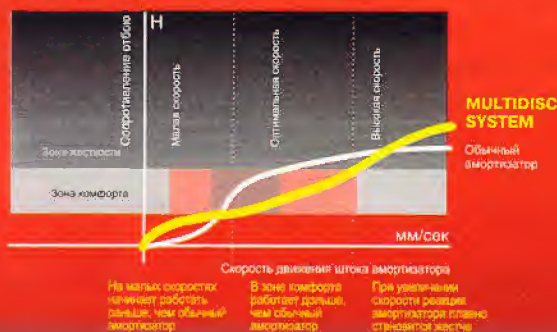 Н
Сопротивление отбою
Малая скорость
Оптимальная скорость
Высокая скорость
MULTIDISC
SYSTEM
Обычный
амортизатор
Зона жесткости
Зона комфорта
мм/сек
Скорость движения штока амортизатора
На малых скоростях
начинает работать
раньше, чем обычный
амортизатор
В зоне комфорта
работает дольше,
чем обычный
амортизатор
При увеличении
скорости реакция
амортизатора плавно
становится жестче